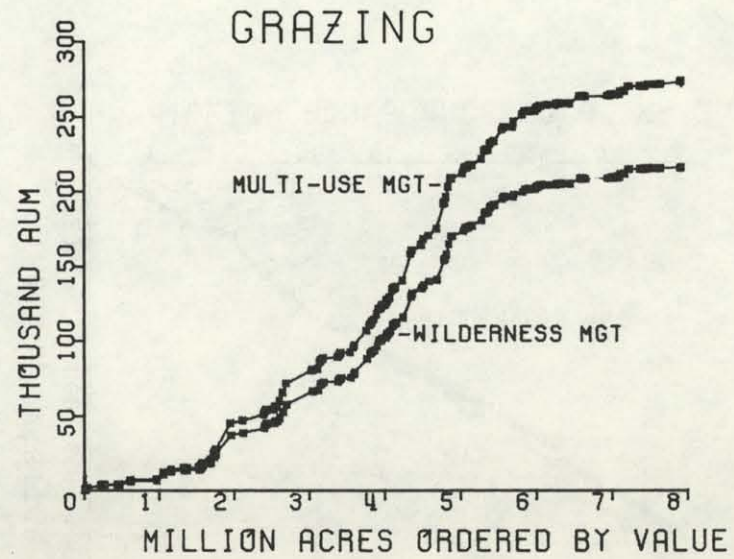 GRAZING
THOUSAND AUM
300
250
200
150
100
50
0
MULTI-USE MGT
WILDERNESS MGT
1 2 3 4 5 6 7 8
MILLION ACRES ORDERED BY VALUE